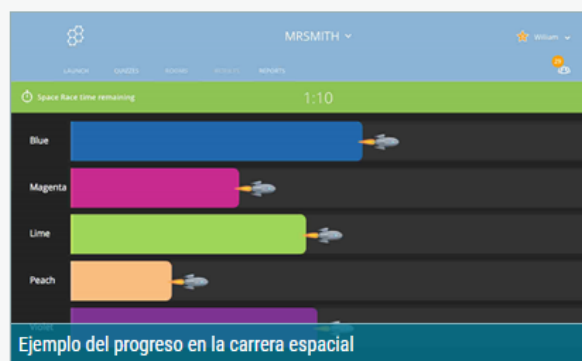 MRSMITH
William
LAUNCH QUIZZES ROOMS RESULTS REPORTS
Space Race time remaining 1:10
Blue
Magenta
Lime
Peach
Violet
Ejemplo del progreso en la carrera espacial